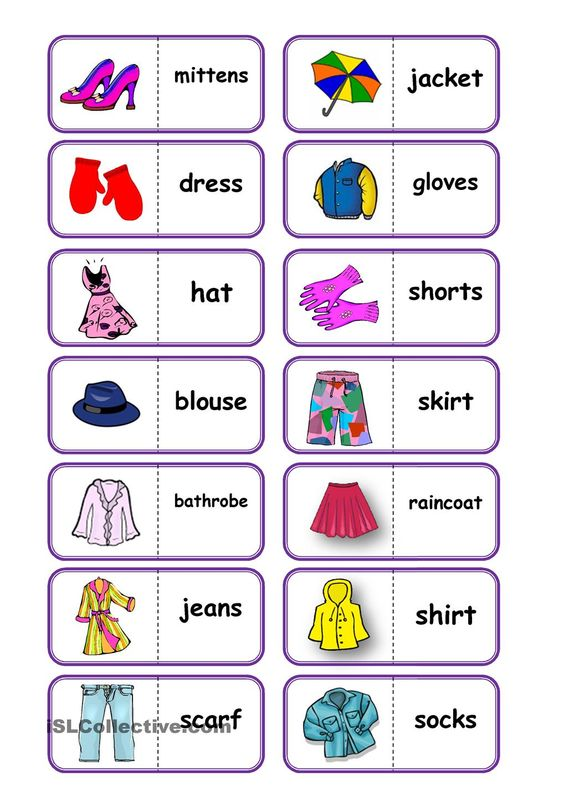 mittens
jacket
dress
gloves
hat
shorts
blouse
skirt
bathrobe
raincoat
jeans
shirt
scarf
socks
iSLCollective.com